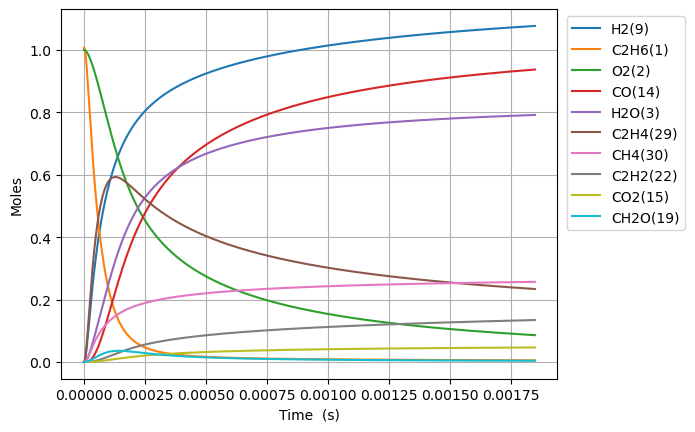 Moles
1.0
0.8
0.6
0.4
0.2
0.0
0.00000 0.00025 0.00050 0.00075 0.00100 0.00125 0.00150 0.00175
Time (s)
H2(9)
C2H6(1)
O2(2)
CO(14)
H2O(3)
C2H4(29)
CH4(30)
C2H2(22)
CO2(15)
CH2O(19)